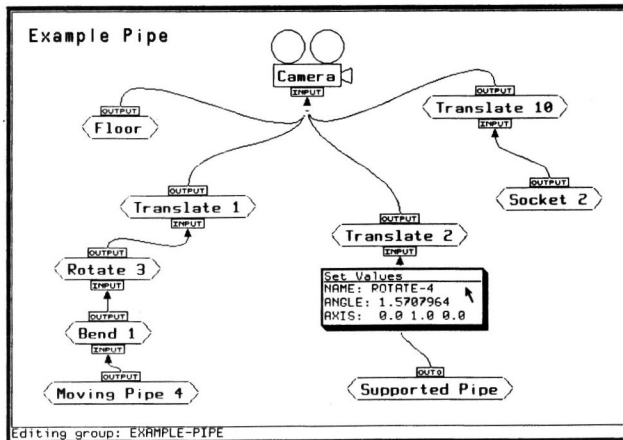 Example Pipe
Camera
INPUT
OUTPUT
Floor
OUTPUT
Translate 10
INPUT
OUTPUT
Translate 1
INPUT
OUTPUT
Translate 2
INPUT
OUTPUT
Socket 2
OUTPUT
Rotate 3
INPUT
Set Values
NAME: ROTATE-4
ANGLE: 1.5707964
AXIS: 0.0 1.0 0.0
OUTPUT
Bend 1
INPUT
OUTPUT
Moving Pipe 4
OUTO
Supported Pipe
Editing group: EXAMPLE-PIPE